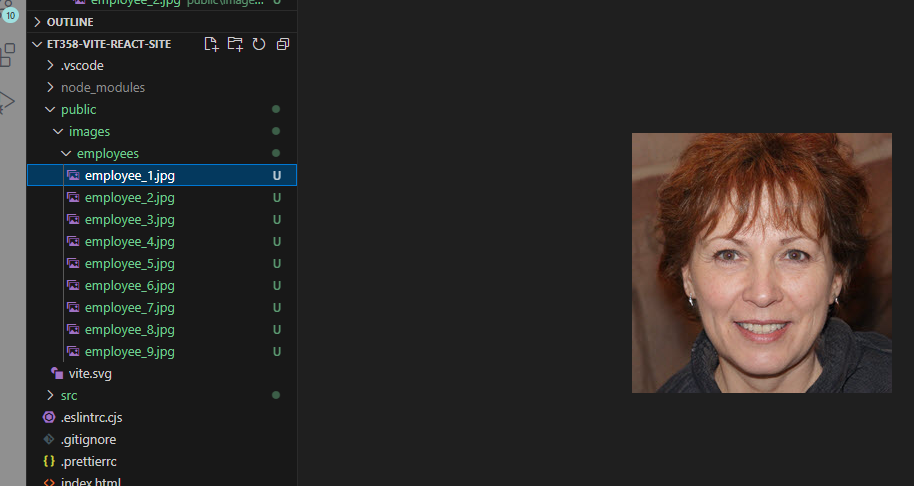 employee_2.jpg public\image... U
10
OUTLINE
ET358-VITE-REACT-SITE
.vscode
node_modules
public
images
employees
employee_1.jpg U
employee_2.jpg U
employee_3.jpg U
employee_4.jpg U
employee_5.jpg U
employee_6.jpg U
employee_7.jpg U
employee_8.jpg U
employee_9.jpg U
vite.svg
src
.eslintrc.cjs
.gitignore
{} .prettierrc
<> index.html